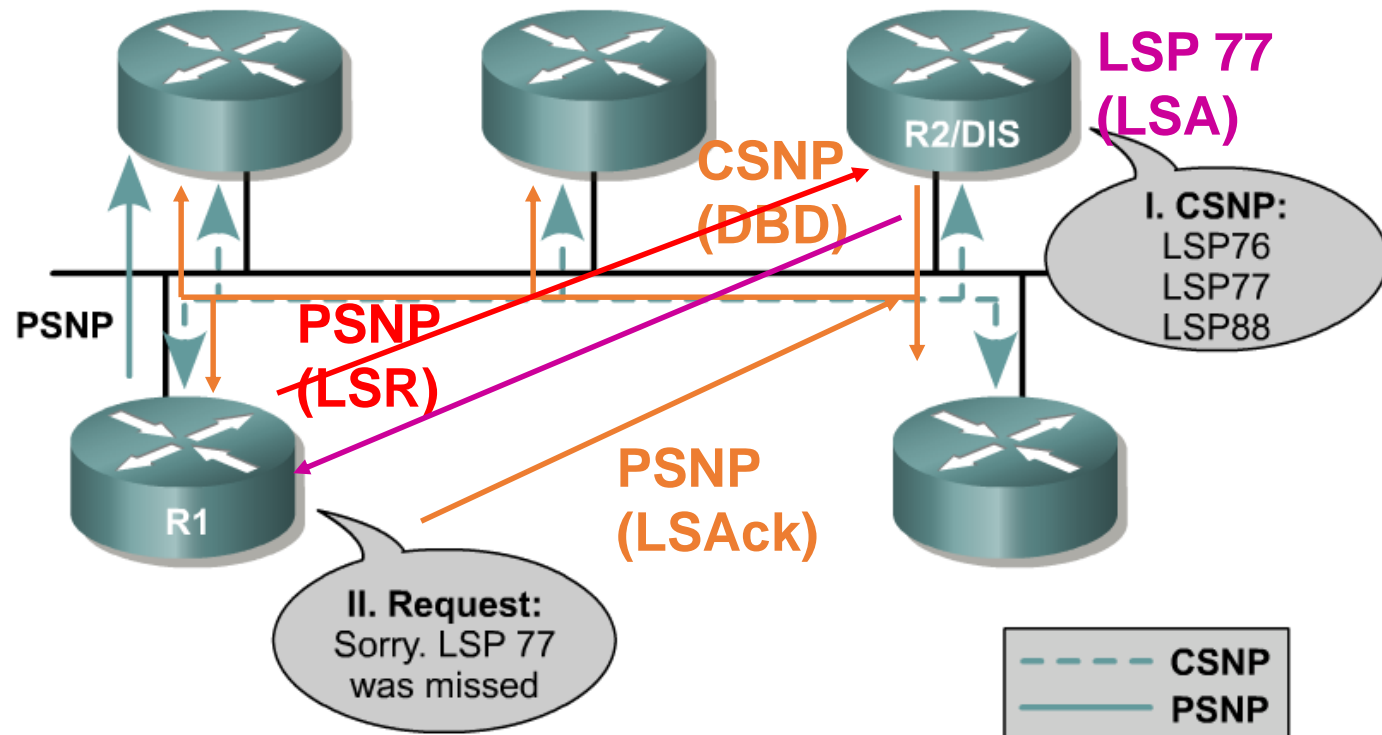 LSP 77
(LSA)
R2/DIS
CSNP
(DBD)
I. CSNP:
LSP76
LSP77
LSP88
PSNP
PSNP
(LSR)
PSNP
(LSAck)
R1
II. Request:
Sorry. LSP 77
was missed
CSNP
PSNP